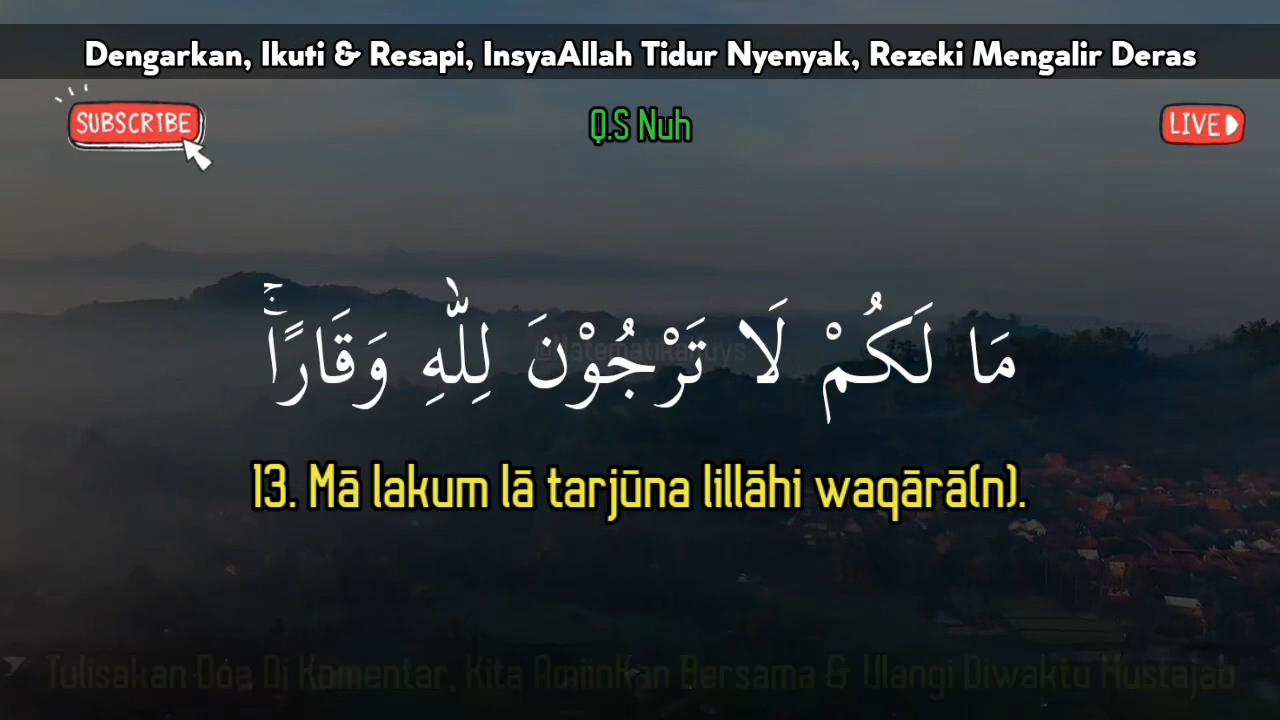 Dengarkan, Ikuti & Resapi, InsyaAllah Tidur Nyenyak, Rezeki Mengalir Deras
SUBSCRIBE
Q.S Nuh
LIVE
مَا لَكُمْ لَا تَرْجُوْنَ لِلّٰهِ وَقَارًاۚ
13. Mā lakum lā tarjūna lillāhi waqārā(n).
Tulisakan Doa Di Komentar, Kita AmiinKan Bersama & Ulangi Diwaktu Mustajab